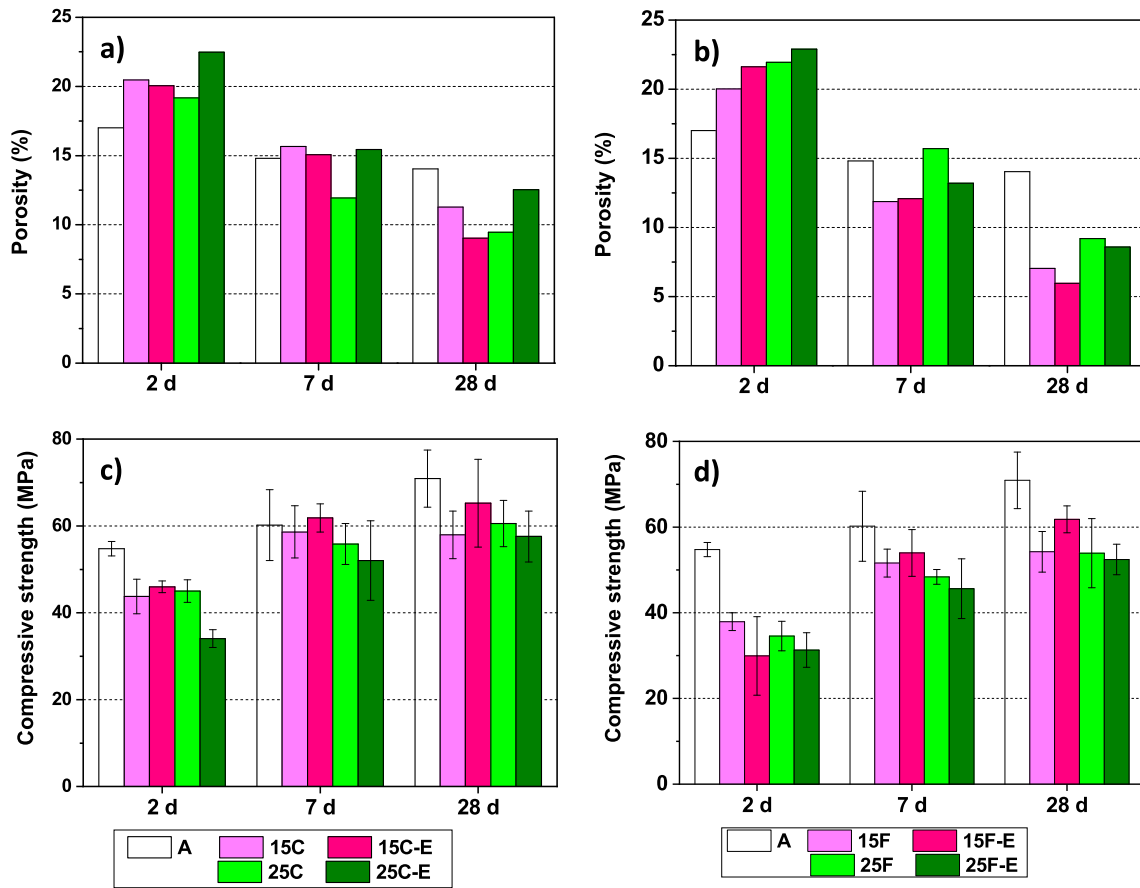 a)
Porosity (%)
25
20
15
10
5
0
2 d 7 d 28 d
b)
Porosity (%)
25
20
15
10
5
0
2 d 7 d 28 d
c)
Compressive strength (MPa)
80
60
40
20
0
2 d 7 d 28 d
A 15C 15C-E
25C 25C-E
d)
Compressive strength (MPa)
80
60
40
20
0
2 d 7 d 28 d
A 15F 15F-E
25F 25F-E